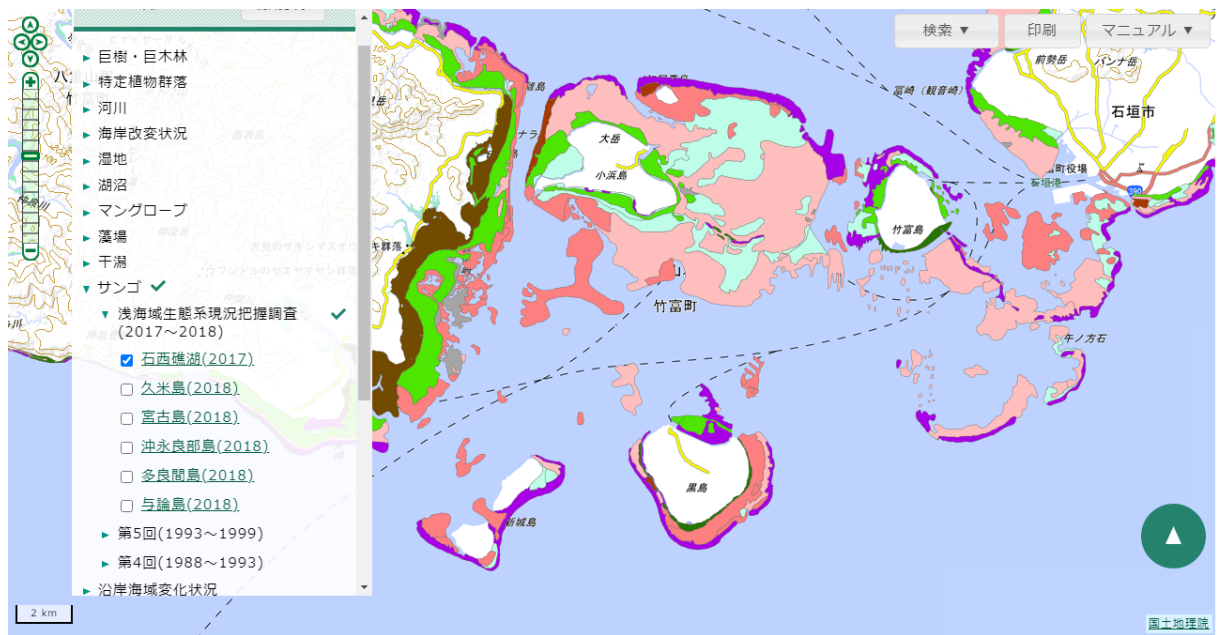 検索 ▼
印刷
マニュアル ▼
巨樹・巨木林
特定植物群落
河川
海岸改変状況
湿地
湖沼
マングローブ
藻場
干潟
サンゴ
浅海域生態系現況把握調査
(2017～2018)
石西礁湖(2017)
久米島(2018)
宮古島(2018)
沖永良部島(2018)
多良間島(2018)
与論島(2018)
第5回(1993～1999)
第4回(1988～1993)
沿岸海域変化状況
前勢岳
バンナ岳
冨崎 (観音崎)
石垣市
大岳
小浜島
町役場
石垣港
390
竹富島
竹富町
午ノ方石
黒島
新城島
2 km
国土地理院